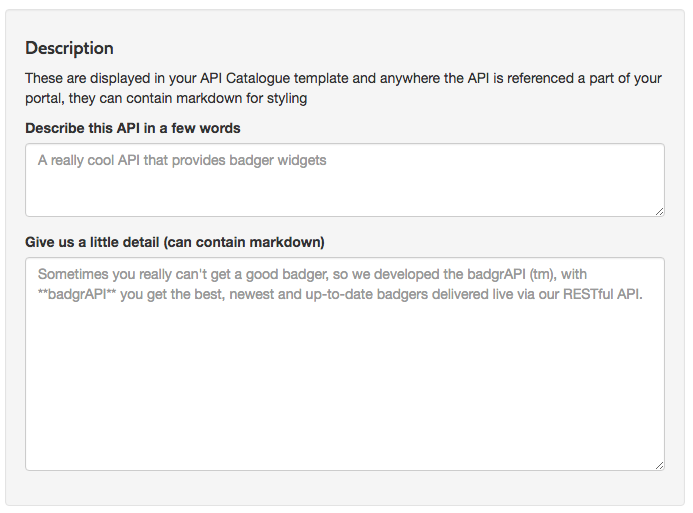 Description
These are displayed in your API Catalogue template and anywhere the API is referenced a part of your
portal, they can contain markdown for styling
Describe this API in a few words
A really cool API that provides badger widgets
Give us a little detail (can contain markdown)
Sometimes you really can't get a good badger, so we developed the badgrAPI (tm), with
**badgrAPI** you get the best, newest and up-to-date badgers delivered live via our RESTful API.